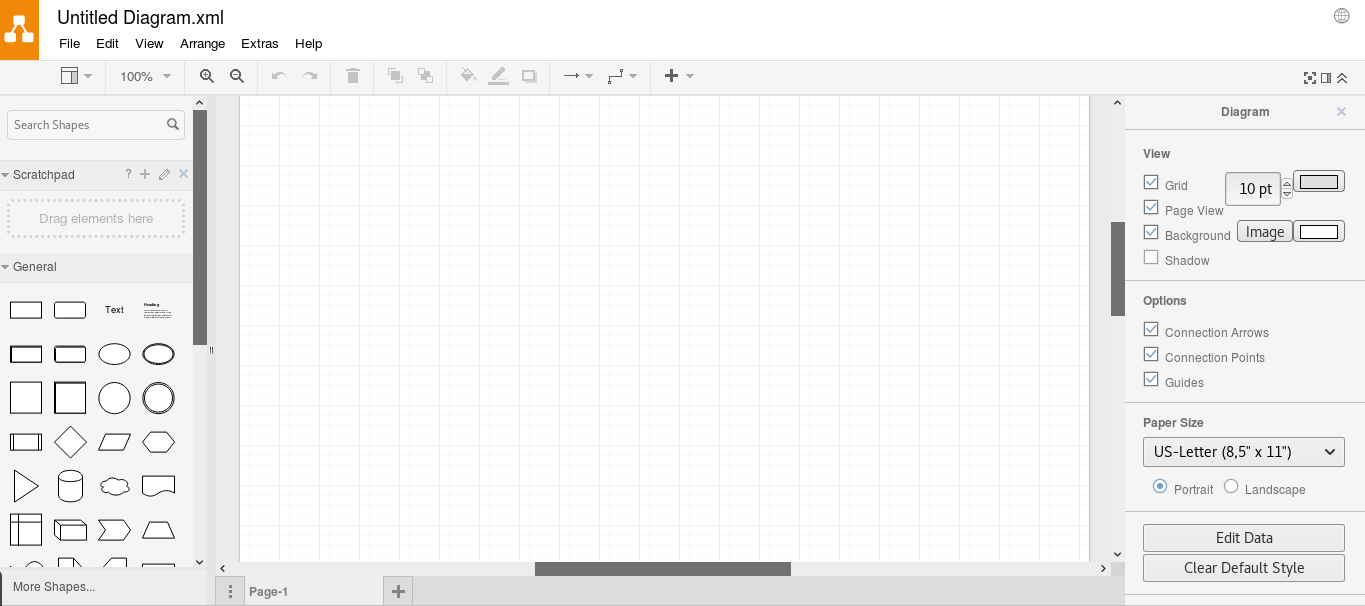 Untitled Diagram.xml
File Edit View Arrange Extras Help
100%
Search Shapes
Scratchpad ?
Drag elements here
General
Text Heading
More Shapes...
Page-1
Diagram
View
Grid 10 pt
Page View
Background Image
Shadow
Options
Connection Arrows
Connection Points
Guides
Paper Size
US-Letter (8,5" x 11")
Portrait Landscape
Edit Data
Clear Default Style